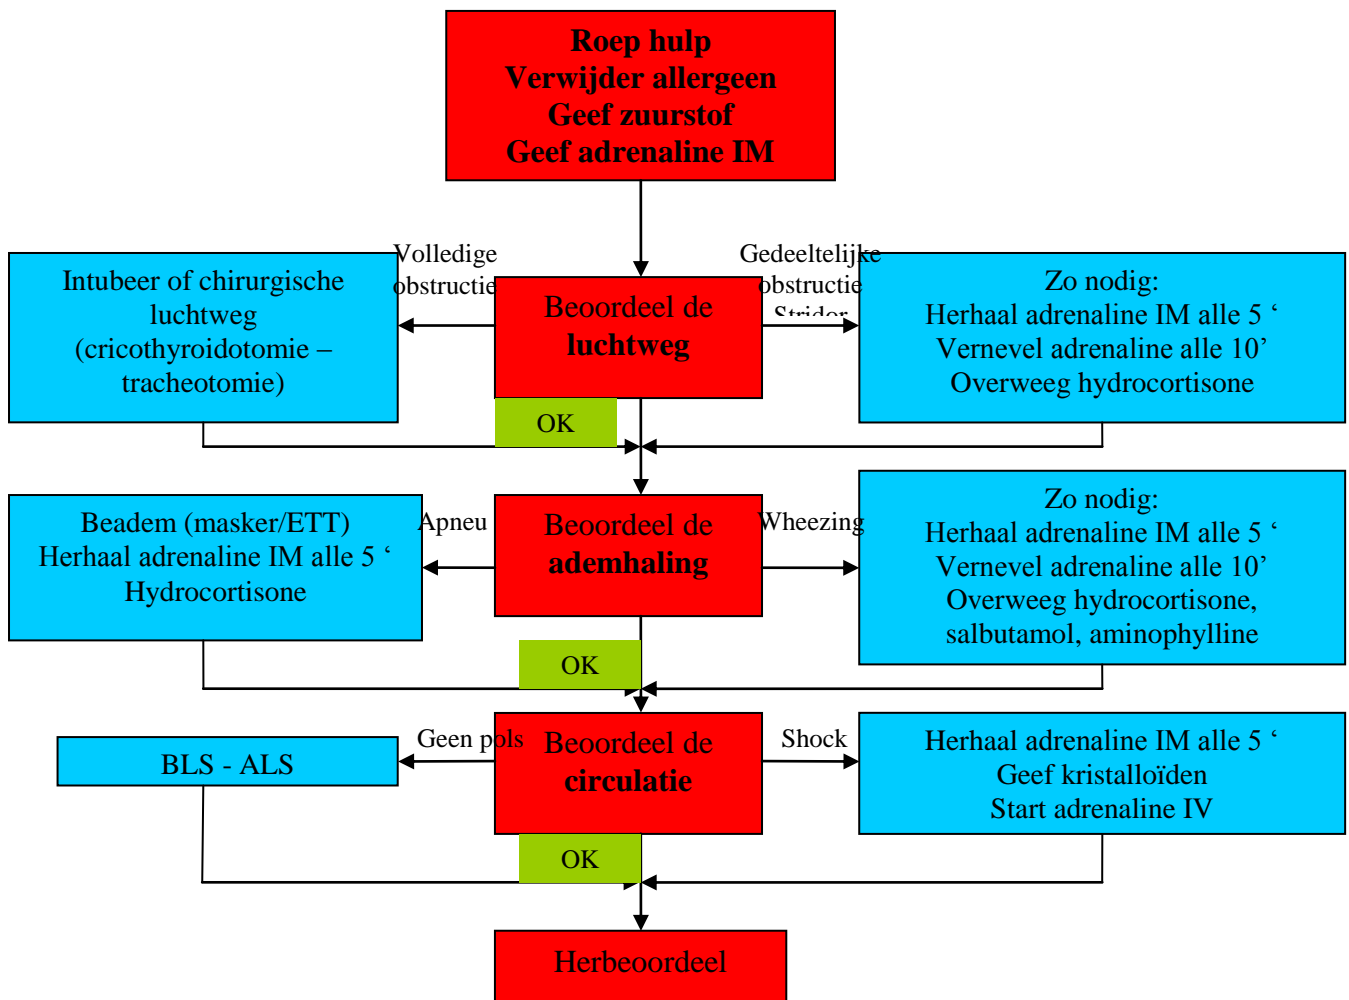 Roep hulp
Verwijder allergeen
Geef zuurstof
Geef adrenaline IM
Volledige
obstructie
Gedeeltelijke
obstructie
Stridor
Intubeer of chirurgische
luchtweg
(cricothyroidotomie –
tracheotomie)
Beoordeel de
luchtweg
Zo nodig:
Herhaal adrenaline IM alle 5 ‘
Vernevel adrenaline alle 10’
Overweeg hydrocortisone
OK
Beadem (masker/ETT)
Herhaal adrenaline IM alle 5 ‘
Hydrocortisone
Apneu
Beoordeel de
ademhaling
Wheezing
Zo nodig:
Herhaal adrenaline IM alle 5 ‘
Vernevel adrenaline alle 10’
Overweeg hydrocortisone,
salbutamol, aminophylline
OK
BLS - ALS
Geen pols
Beoordeel de
circulatie
Shock
Herhaal adrenaline IM alle 5 ‘
Geef kristalloïden
Start adrenaline IV
OK
Herbeoordeel